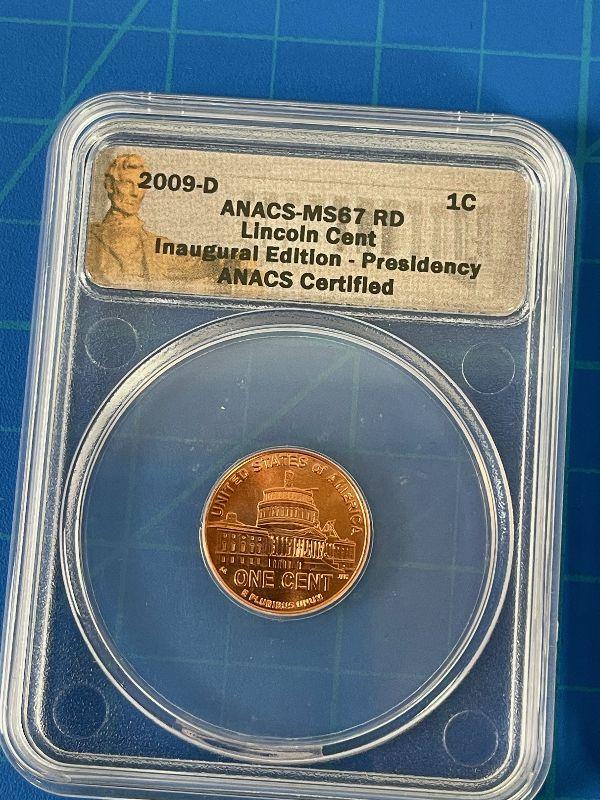 2009-D
1C
ANACS-MS67 RD
Lincoln Cent
Inaugural Edition - Presidency
ANACS Certified
UNITED STATES of AMERICA
ONE CENT
E PLURIBUS UNUM